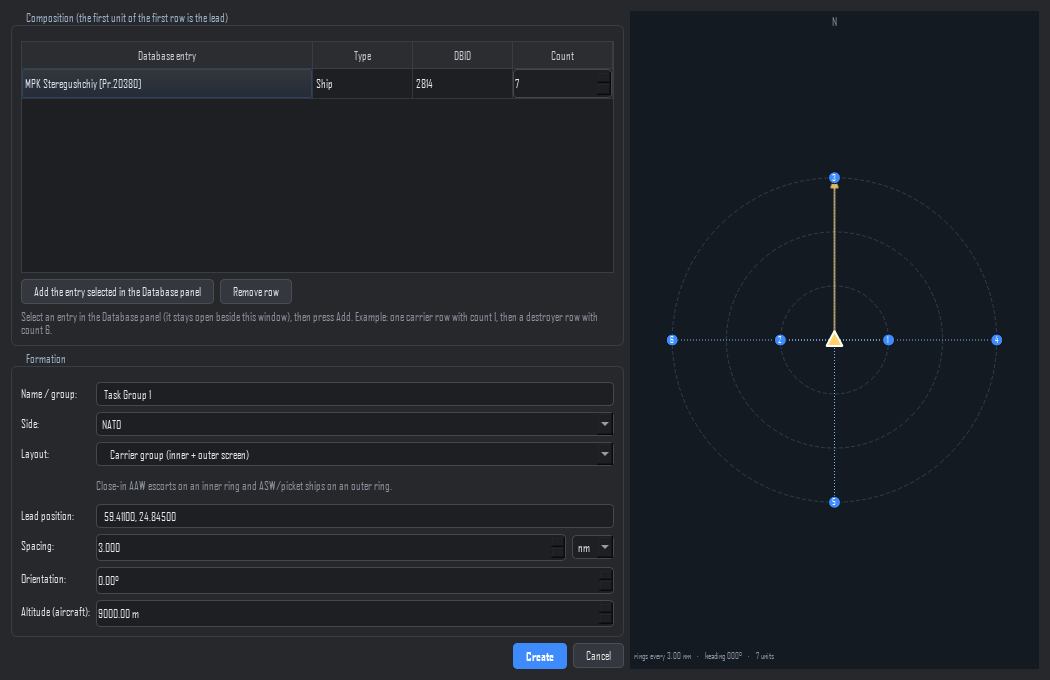 Composition (the first unit of the first row is the lead)
Database entry Type DBID Count
MPK Steregushchiy [Pr.20380] Ship 2814 7
Add the entry selected in the Database panel Remove row
Select an entry in the Database panel (it stays open beside this window), then press Add. Example: one carrier row with count 1, then a destroyer row with
count 6.
Formation
Name / group: Task Group 1
Side: NATO
Layout: Carrier group (inner + outer screen)
Close-in AAW escorts on an inner ring and ASW/picket ships on an outer ring.
Lead position: 59.41100, 24.84500
Spacing: 3.000 nm
Orientation: 0.00°
Altitude (aircraft): 9000.00 m
Create Cancel
N
3
6 2 1 4
5
rings every 3.00 nm · heading 000° · 7 units